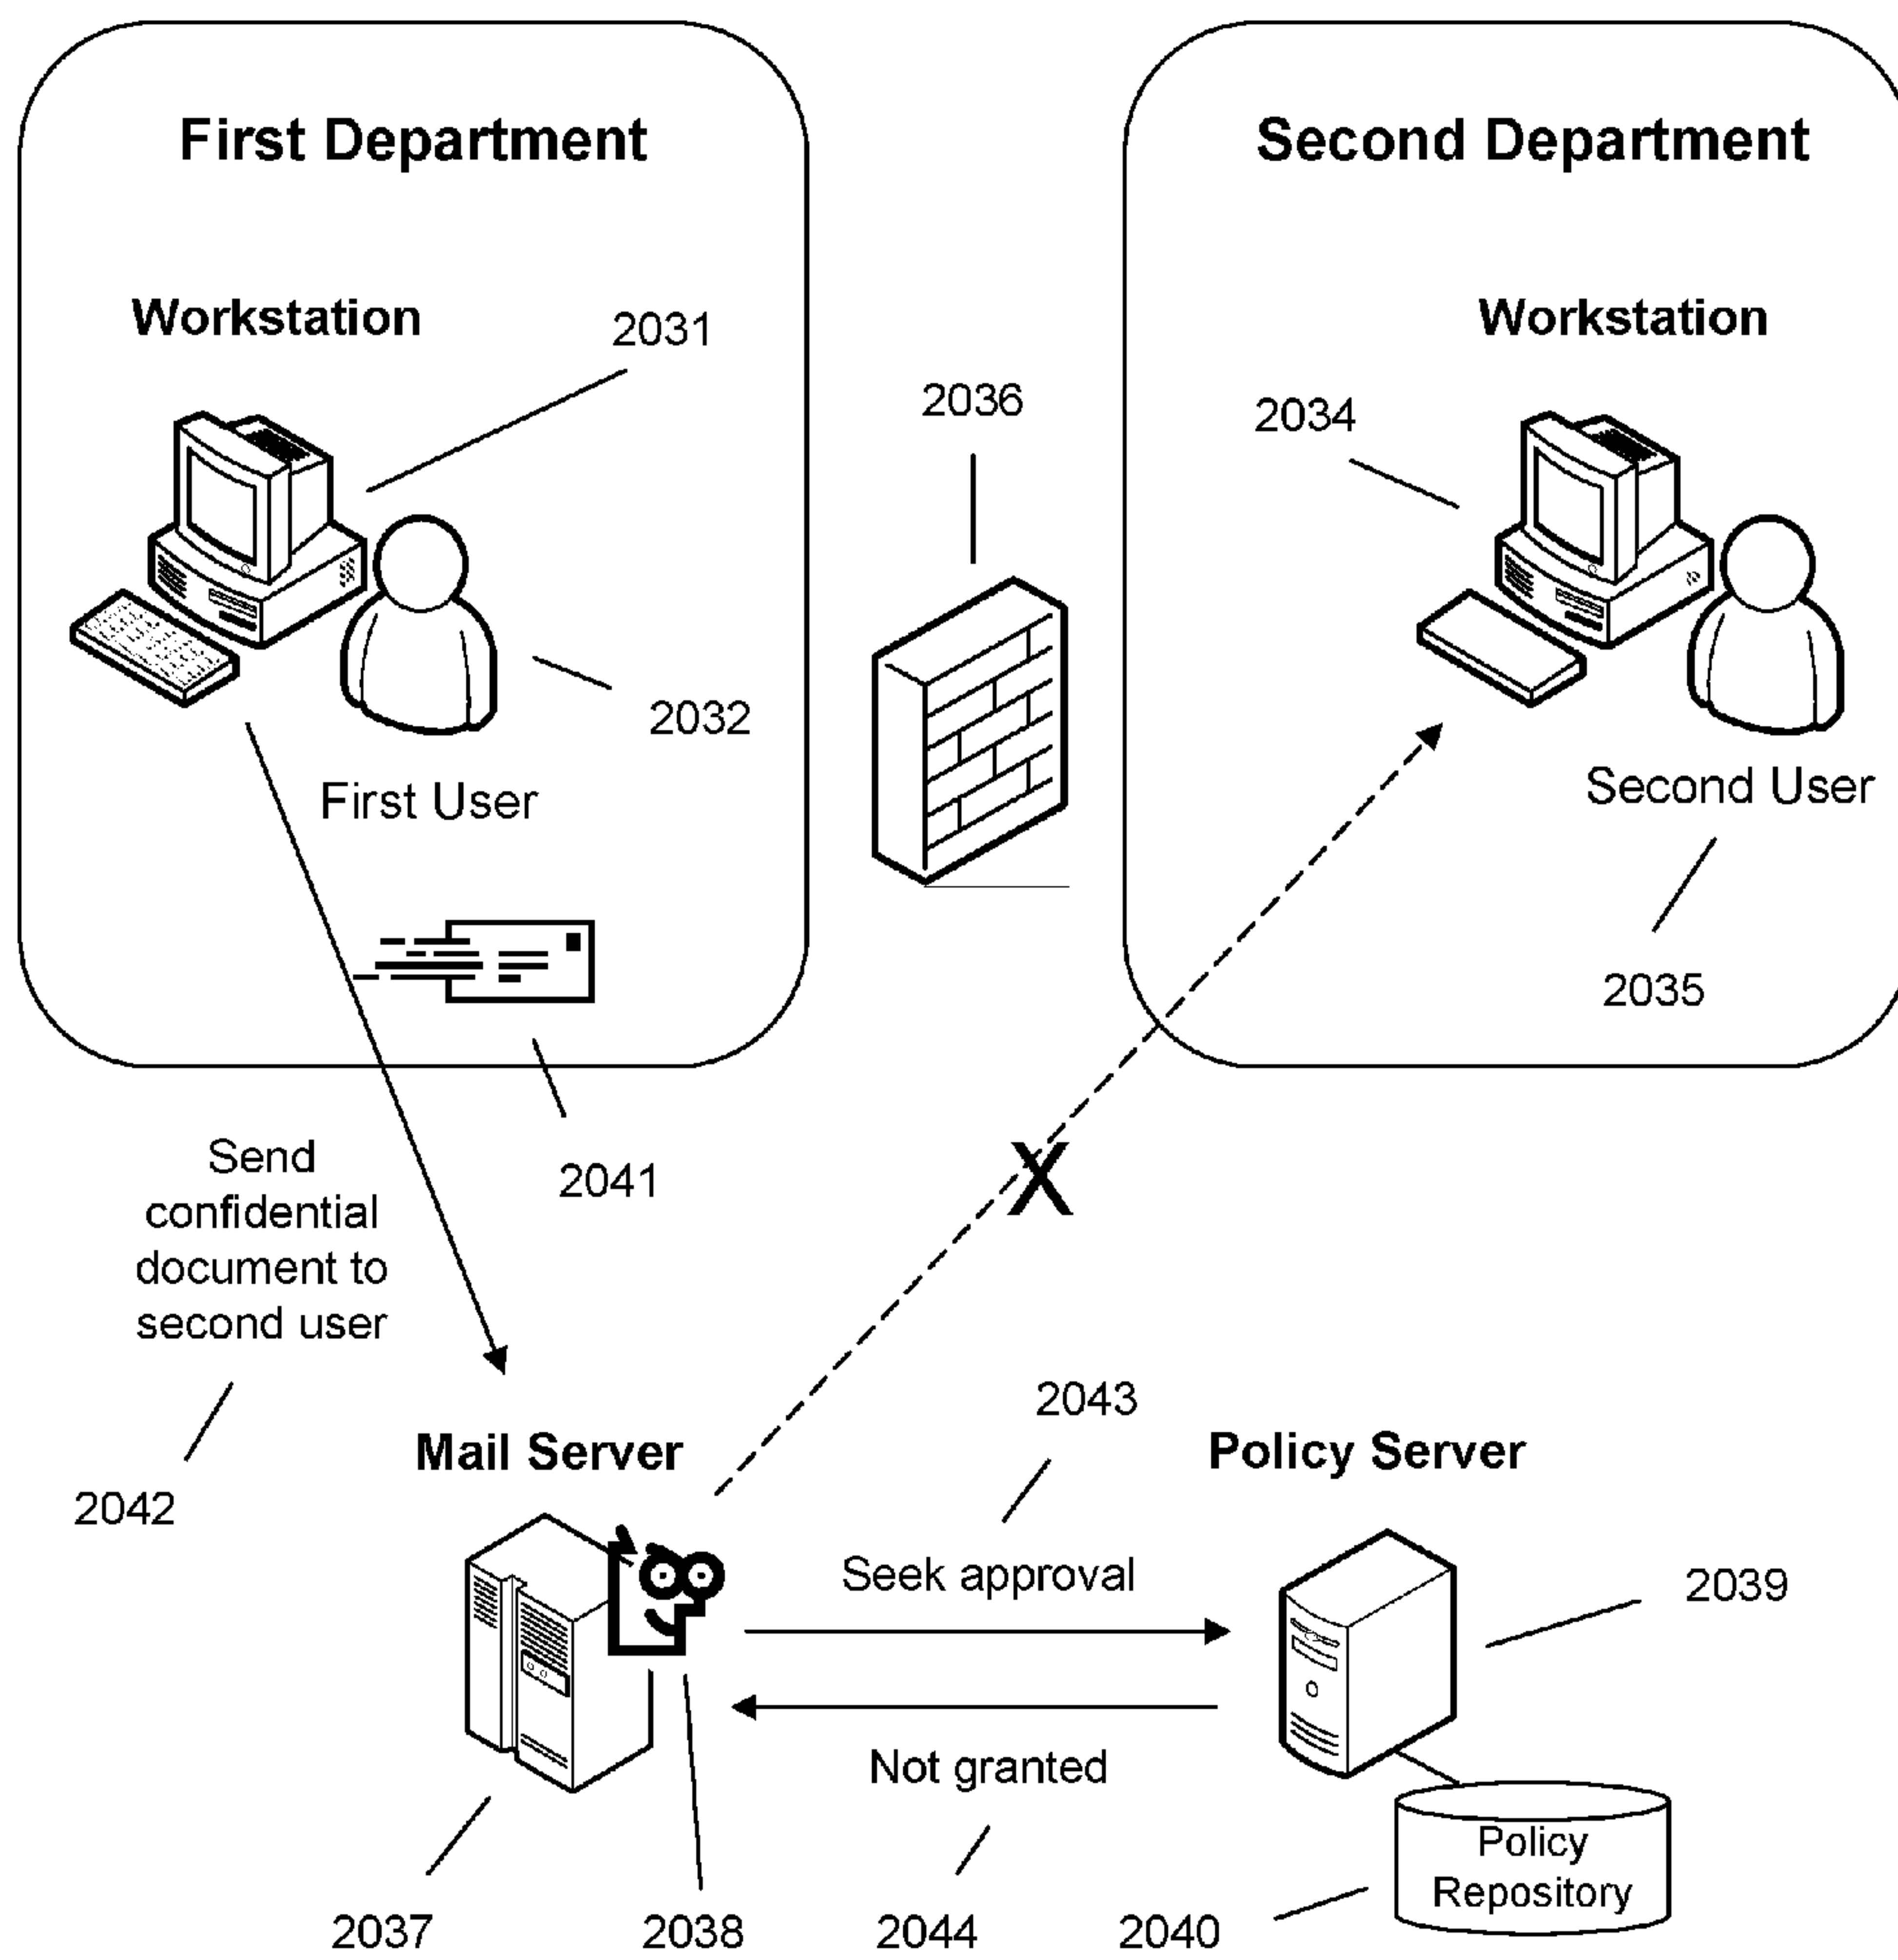 First Department
Second Department
Workstation
2031
Workstation
2036
2034
2032
First User
Second User
2035
Send
confidential
document to
second user
2041
X
2043
Mail Server
Policy Server
2042
Seek approval
2039
Not granted
Policy
Repository
2037
2038
2044
2040